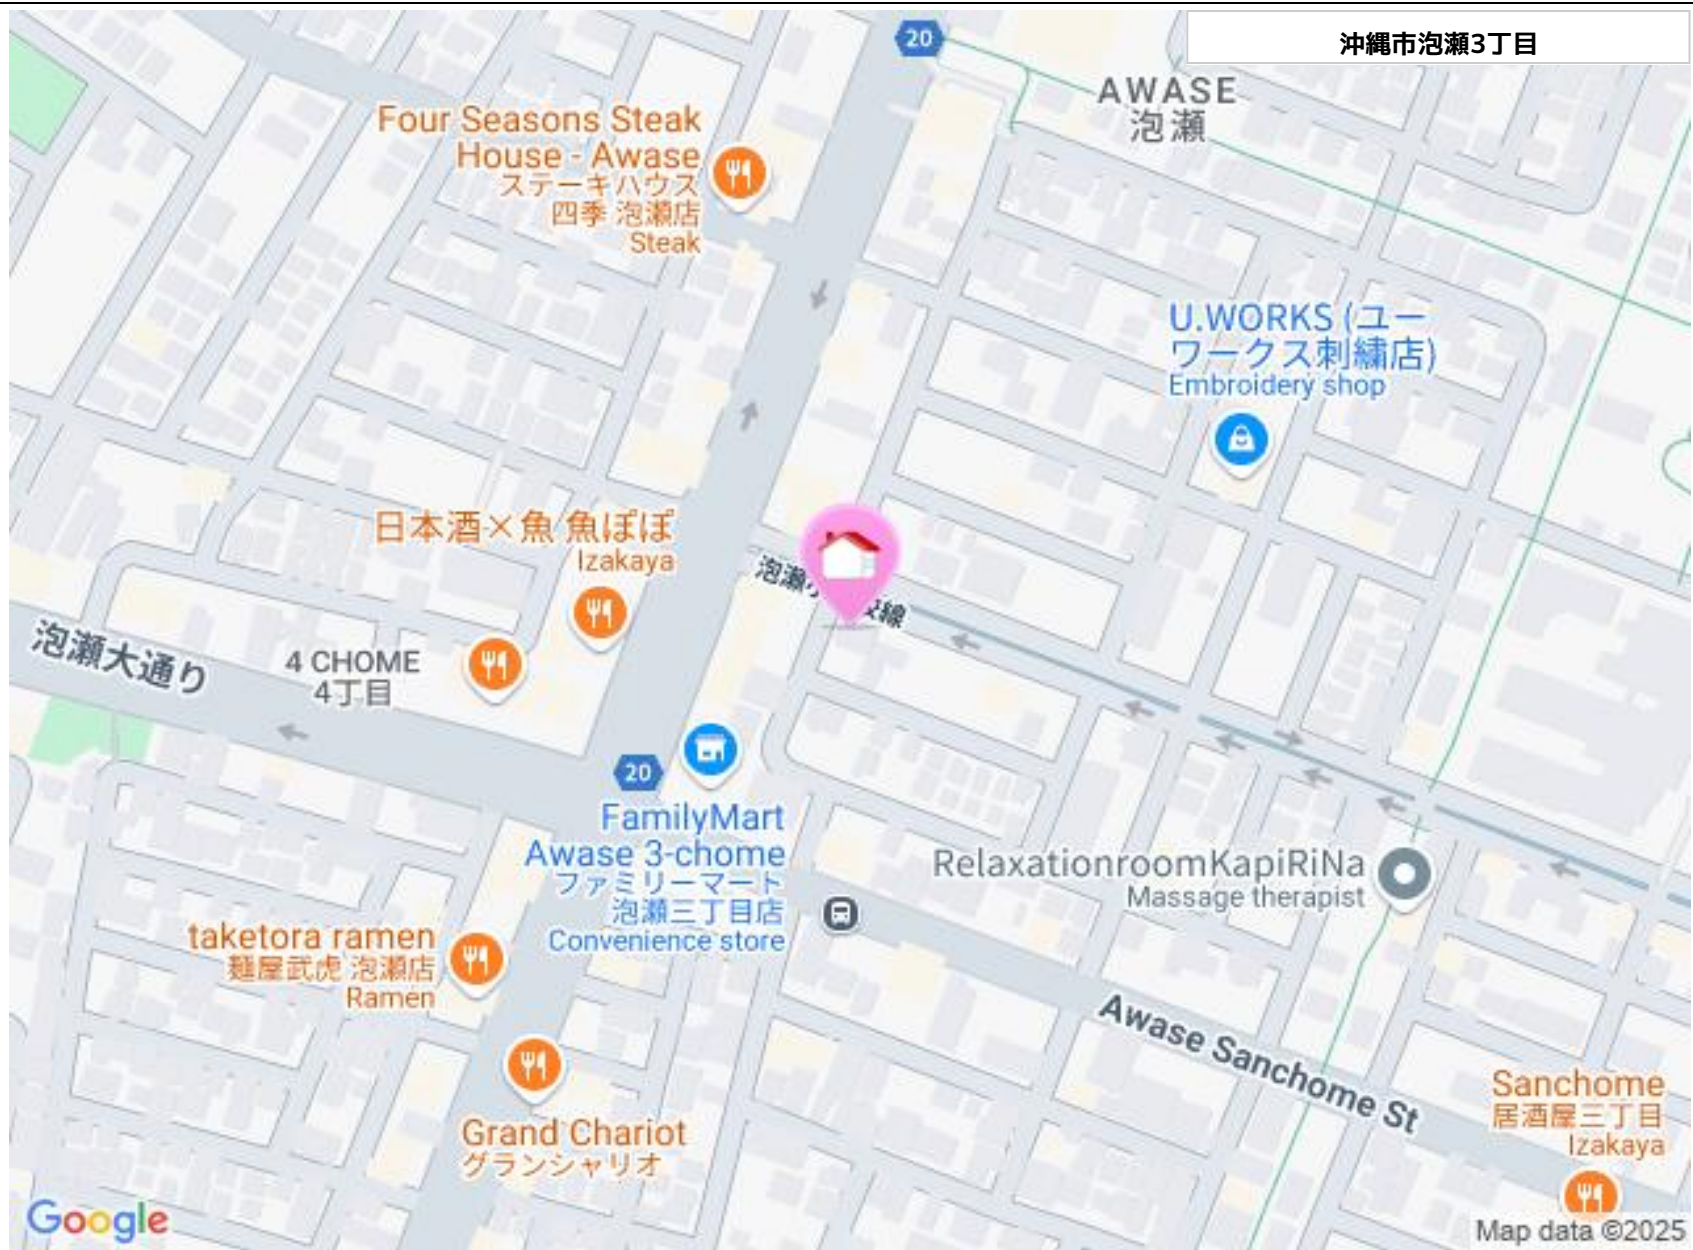 沖縄市泡瀬3丁目
20
AWASE
泡瀬
Four Seasons Steak
House - Awase
ステーキハウス
四季 泡瀬店
Steak
U.WORKS (ユー
ワークス刺繍店)
Embroidery shop
日本酒×魚 魚ぽぽ
Izakaya
泡瀬
線
泡瀬大通り
4 CHOME
4丁目
20
FamilyMart
Awase 3-chome
ファミリーマート
泡瀬三丁目店
Convenience store
RelaxationroomKapiRiNa
Massage therapist
taketora ramen
麺屋武虎 泡瀬店
Ramen
Awase Sanchome St
Grand Chariot
グランシャリオ
Sanchome
居酒屋三丁目
Izakaya
Google
Map data ©2025